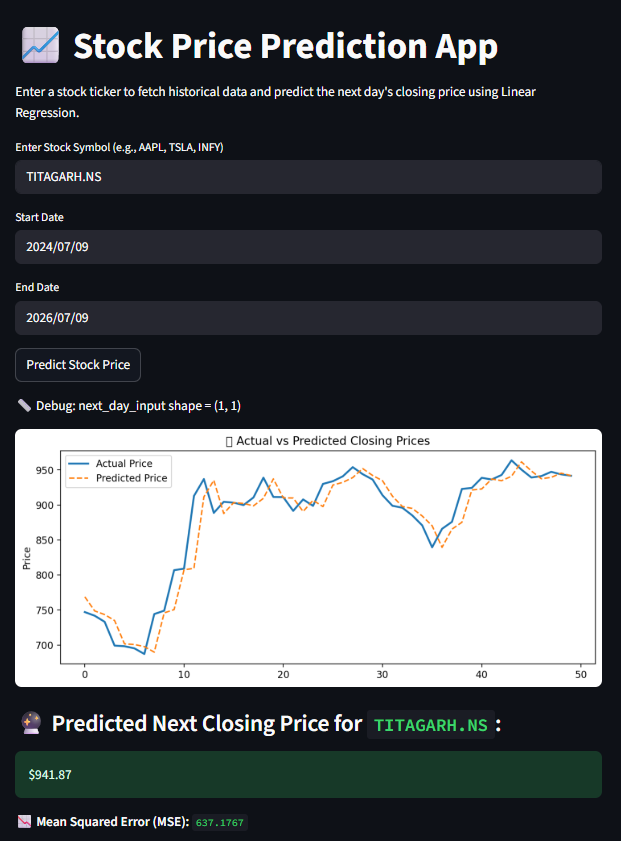 📈 Stock Price Prediction App
Enter a stock ticker to fetch historical data and predict the next day's closing price using Linear
Regression.
Enter Stock Symbol (e.g., AAPL, TSLA, INFY)
TITAGARH.NS
Start Date
2024/07/09
End Date
2026/07/09
Predict Stock Price
Debug: next_day_input shape = (1, 1)
Actual vs Predicted Closing Prices
Actual Price
Predicted Price
Price
950
900
850
800
750
700
0 10 20 30 40 50
🔮 Predicted Next Closing Price for TITAGARH.NS :
$941.87
📉 Mean Squared Error (MSE): 637.1767